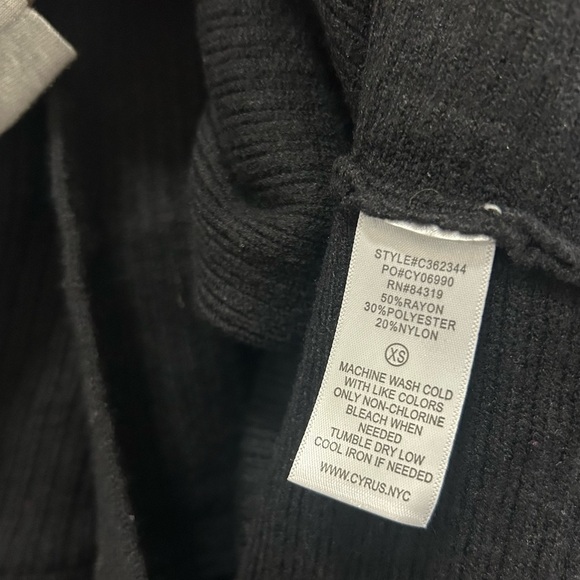 STYLE#C362344
PO#CY06990
RN#84319
50%RAYON
30%POLYESTER
20%NYLON
XS
MACHINE WASH COLD
WITH LIKE COLORS
ONLY NON-CHLORINE
BLEACH WHEN
NEEDED
TUMBLE DRY LOW
COOL IRON IF NEEDED
WWW.CYRUS.NYC